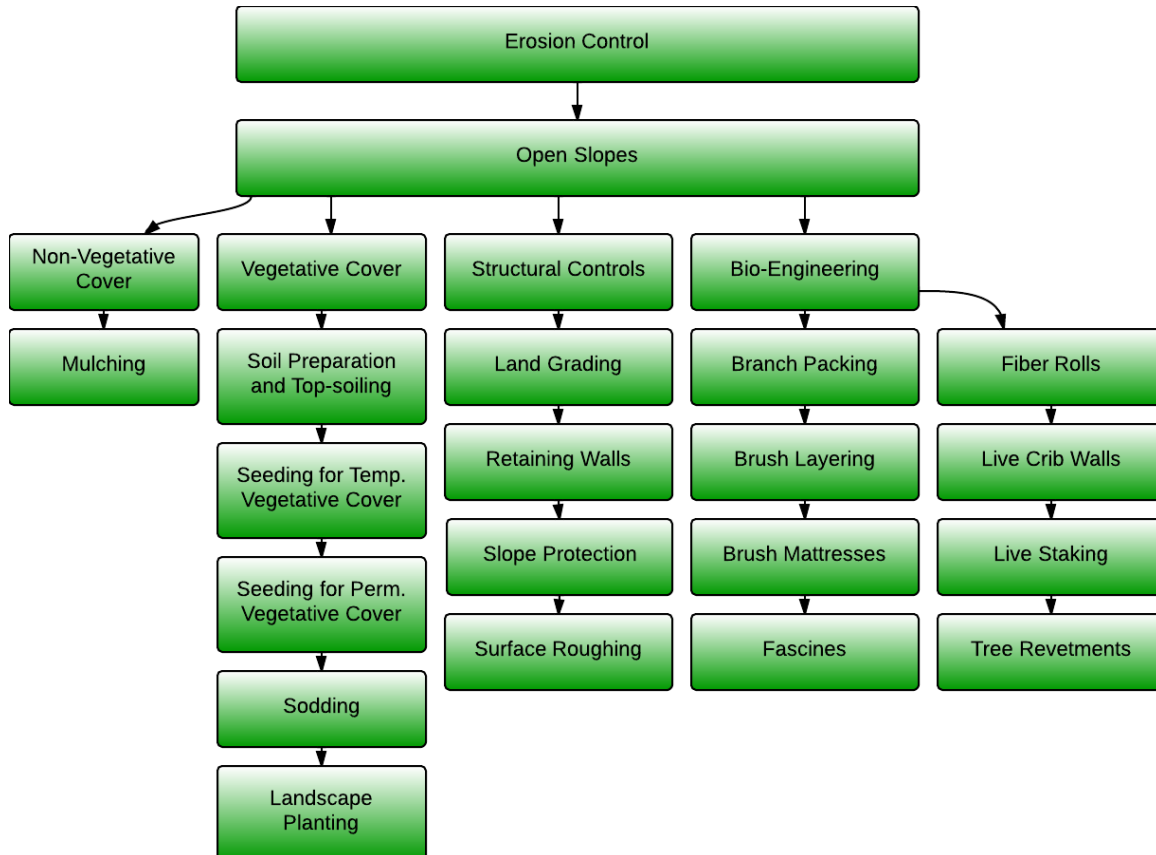 Erosion Control
Open Slopes
Non-Vegetative
Cover
Vegetative Cover
Structural Controls
Bio-Engineering
Mulching
Soil Preparation
and Top-soiling
Land Grading
Branch Packing
Fiber Rolls
Seeding for Temp.
Vegetative Cover
Retaining Walls
Brush Layering
Live Crib Walls
Seeding for Perm.
Vegetative Cover
Slope Protection
Brush Mattresses
Live Staking
Sodding
Surface Roughing
Fascines
Tree Revetments
Landscape
Planting